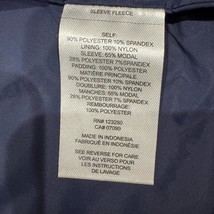 SLEEVE FLEECE
SELF:
90% POLYESTER 10% SPANDEX
LINING: 100% NYLON
SLEEVE: 65% MODAL
28% POLYESTER 7% SPANDEX
PADDING: 100% POLYESTER
MATIÈRE PRINCIPALE:
90% POLYESTER 10% SPANDEX
DOUBLURE: 100% NYLON
MANCHES: 65% MODAL
28% POLYESTER 7% SPANDEX
REMBOURRAGE:
100% POLYESTER
RN# 123280
CA# 07090
MADE IN INDONESIA
FABRIQUÉ EN INDONÉSIE
SEE REVERSE FOR CARE
VOIR AU VERSO POUR
LES INSTRUCTIONS
DE LAVAGE